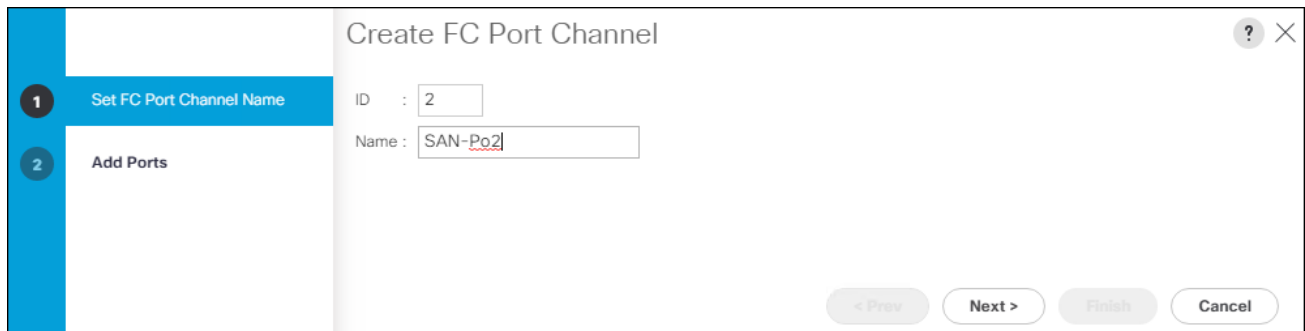 Create FC Port Channel
?
1 Set FC Port Channel Name
2 Add Ports
ID : 2
Name : SAN-Po2
< Prev Next > Finish Cancel